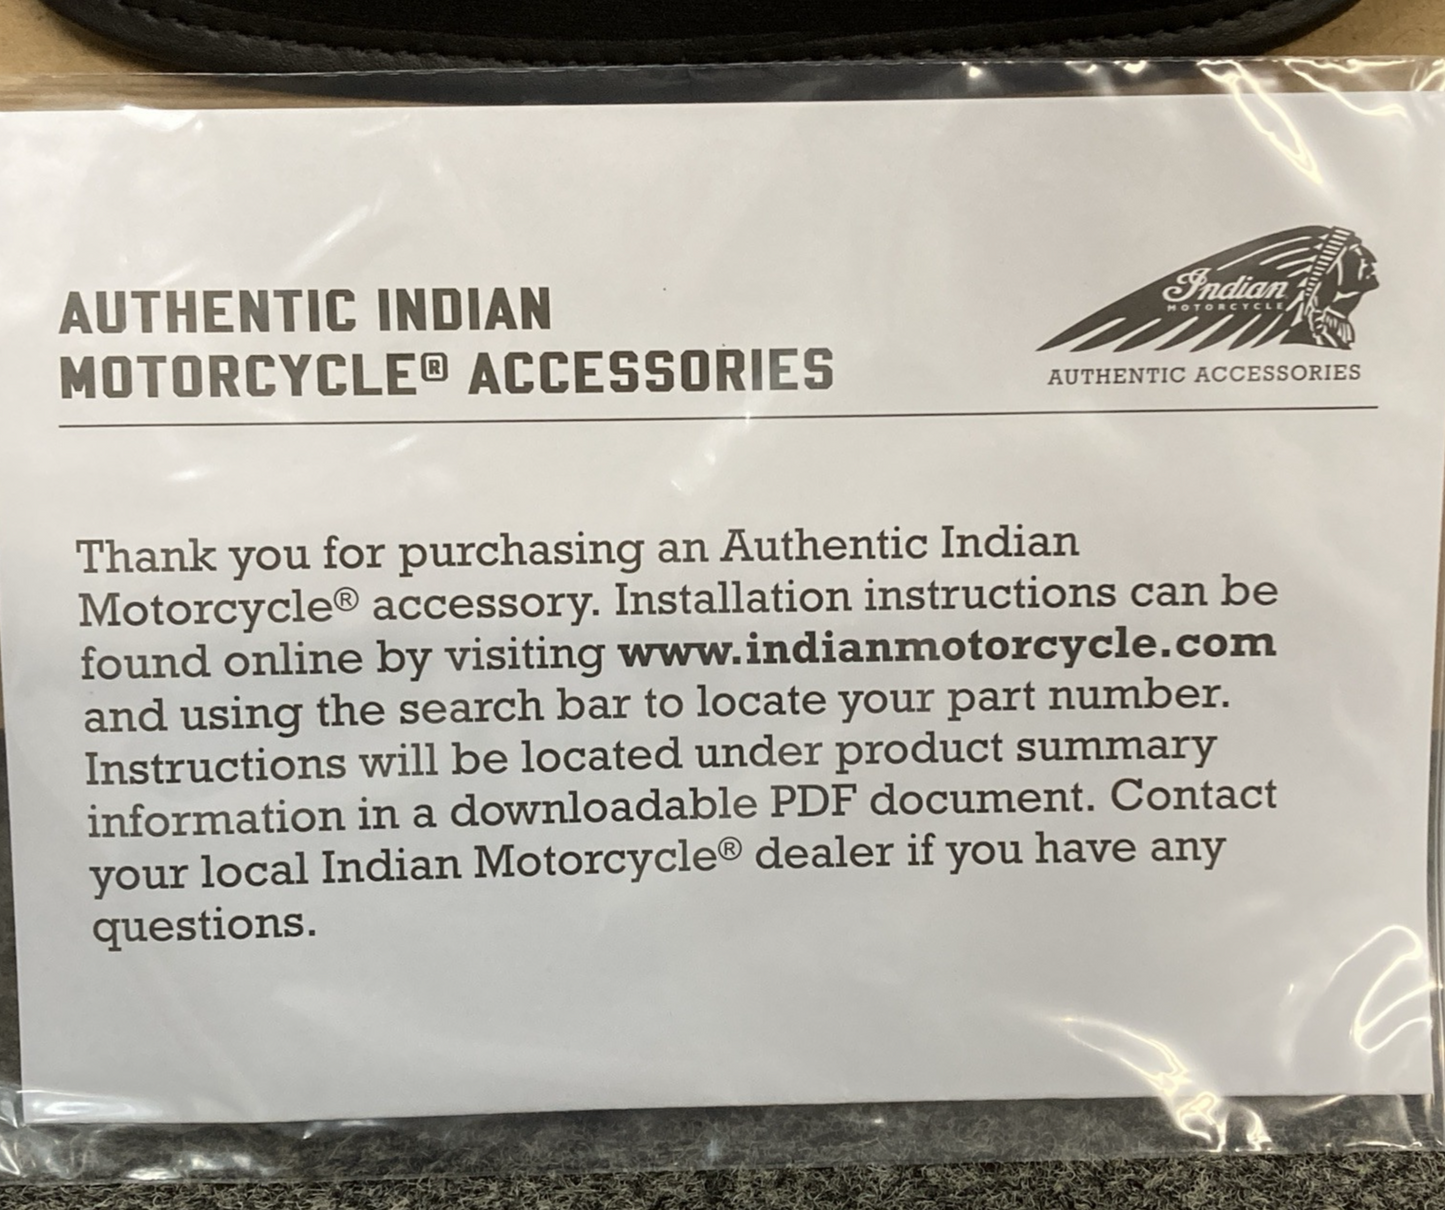 AUTHENTIC INDIAN
MOTORCYCLE® ACCESSORIES
Indian
MOTORCYCLE
AUTHENTIC ACCESSORIES
Thank you for purchasing an Authentic Indian
Motorcycle® accessory. Installation instructions can be
found online by visiting www.indianmotorcycle.com
and using the search bar to locate your part number.
Instructions will be located under product summary
information in a downloadable PDF document. Contact
your local Indian Motorcycle® dealer if you have any
questions.